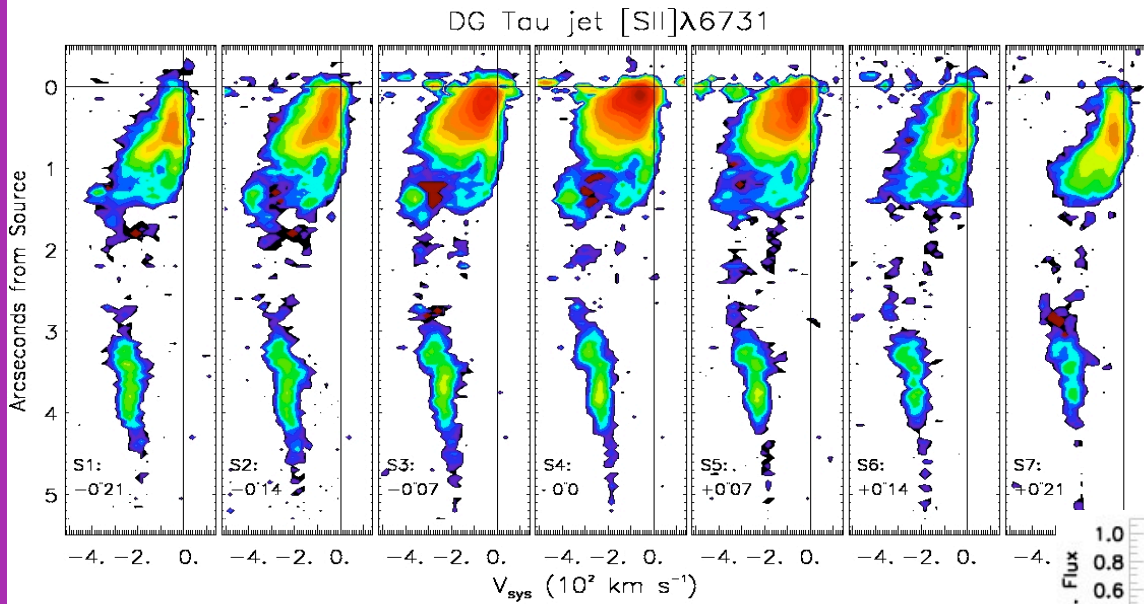 DG Tau jet [SII]λ6731
Arcseconds from Source
0
1
2
3
4
5
S1:
−0"21
S2:
−0"14
S3:
−0"07
S4:
0"0
S5:
+0"07
S6:
+0"14
S7:
+0"21
−4. −2. 0.
−4. −2. 0.
−4. −2. 0.
−4. −2. 0.
−4. −2. 0.
−4. −2. 0.
−4.
Vsys (10² km s⁻¹)
1.0
0.8
0.6
. Flux